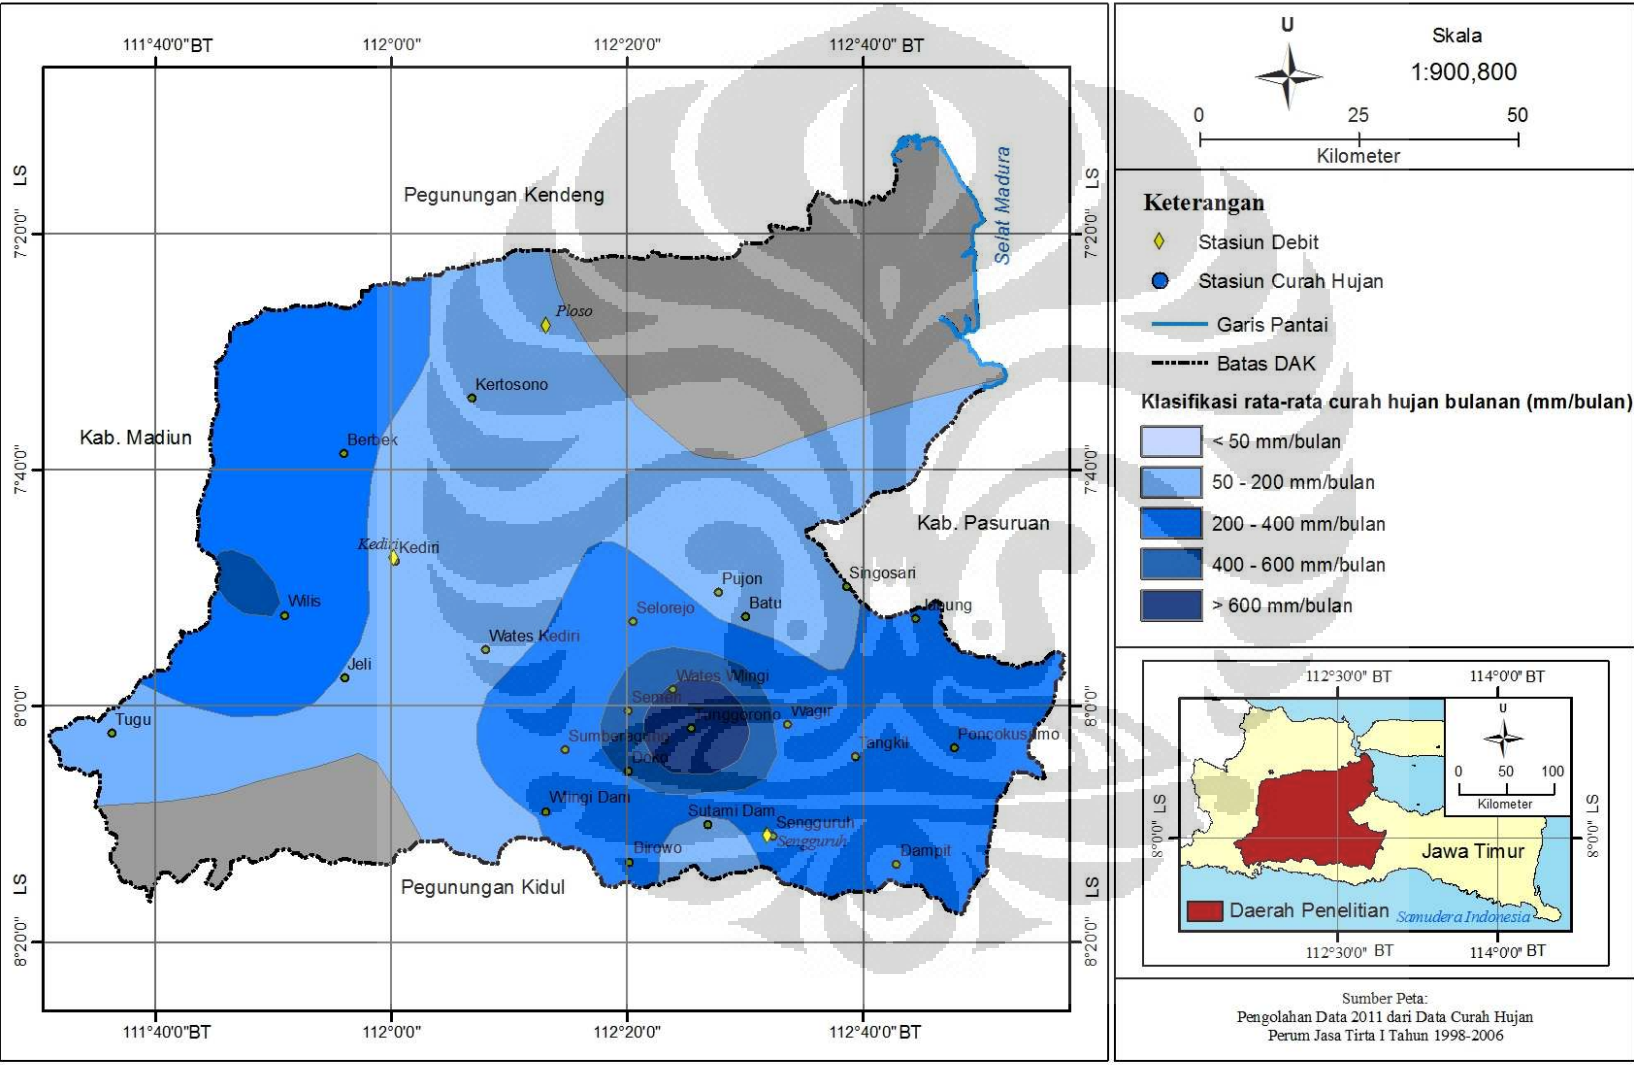 111°40'0"BT
112°0'0"
112°20'0"
112°40'0" BT
LS
LS
7°20'0"
7°20'0"
7°40'0"
7°40'0"
8°0'0"
8°0'0"
LS
LS
8°20'0"
8°20'0"
Pegunungan Kendeng
Selat Madura
Ploso
Kertosono
Kab. Madiun
Berbek
Kab. Pasuruan
Kediri
Kediri
Pujon
Singosari
Wilis
Selorejo
Batu
Wates Kediri
Jeli
Wates Wlingi
Semen
Tugu
Wagir
Sumberagung
Tangkil
Poncokusumo
Doko
Wlingi Dam
Sutami Dam
Sengguruh
Sengguruh
Birowo
Dampit
Pegunungan Kidul
111°40'0"BT
112°0'0"
112°20'0"
112°40'0" BT
U
Skala
1:900,800
0 25 50
Kilometer
Keterangan
Stasiun Debit
Stasiun Curah Hujan
Garis Pantai
Batas DAK
Klasifikasi rata-rata curah hujan bulanan (mm/bulan)
< 50 mm/bulan
50 - 200 mm/bulan
200 - 400 mm/bulan
400 - 600 mm/bulan
> 600 mm/bulan
112°30'0" BT
114°0'0" BT
U
0 50 100
Kilometer
LS
LS
8°0'0"
8°0'0"
Jawa Timur
Daerah Penelitian
Samudera Indonesia
112°30'0" BT
114°0'0" BT
Sumber Peta:
Pengolahan Data 2011 dari Data Curah Hujan
Perum Jasa Tirta I Tahun 1998-2006